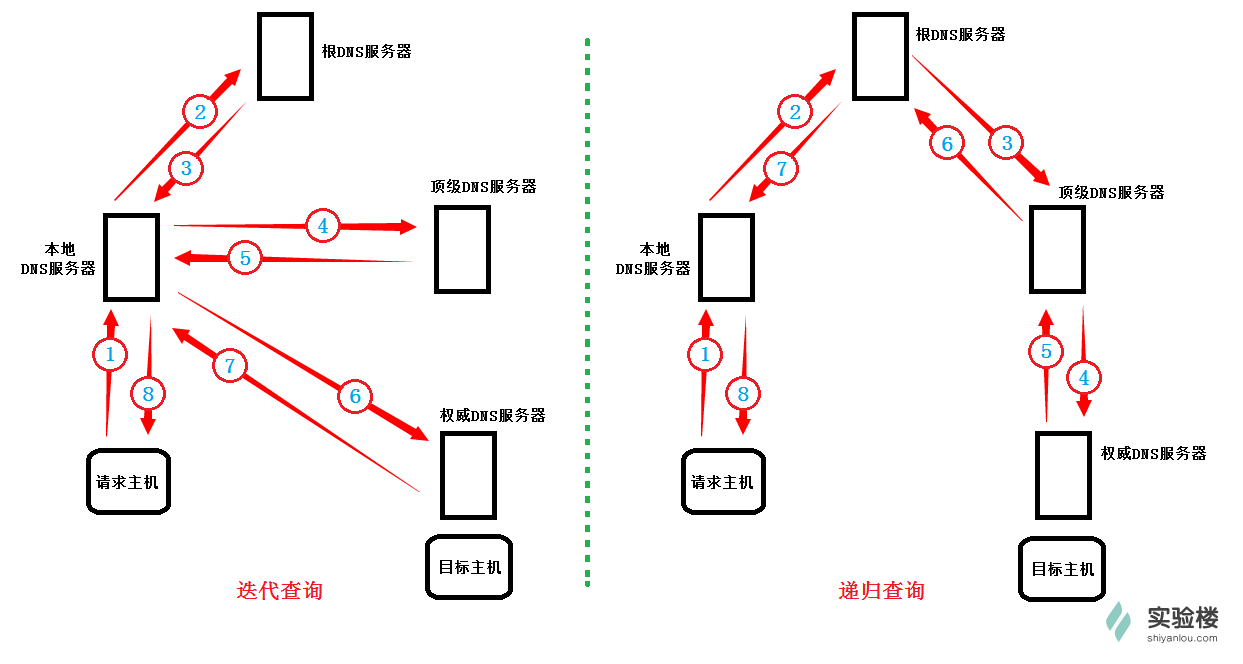 根DNS服务器
2
3
顶级DNS服务器
4
5
本地
DNS服务器
1
8
7
6
权威DNS服务器
请求主机
目标主机
迭代查询
根DNS服务器
2
7
6
3
顶级DNS服务器
本地
DNS服务器
1
8
5
4
权威DNS服务器
请求主机
目标主机
递归查询
实验楼
shiyanlou.com